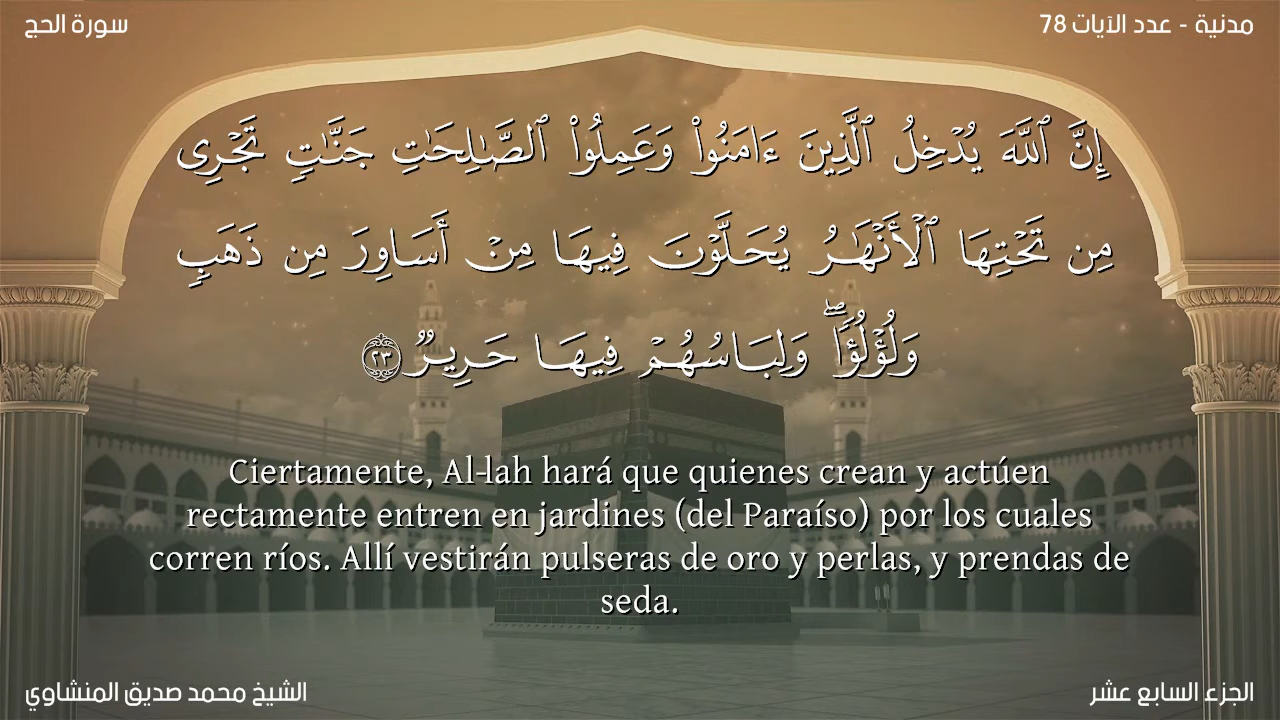 سورة الحج
مدنية - عدد الآيات 78
إِنَّ ٱللَّهَ يُدْخِلُ ٱلَّذِينَ ءَامَنُوا۟ وَعَمِلُوا۟ ٱلصَّـٰلِحَـٰتِ جَنَّـٰتٍ تَجْرِى
مِن تَحْتِهَا ٱلْأَنْهَـٰرُ يُحَلَّوْنَ فِيهَا مِنْ أَسَاوِرَ مِن ذَهَبٍ
وَلُؤْلُؤًا ۖ وَلِبَاسُهُمْ فِيهَا حَرِيرٌ ٢٣
Ciertamente, Al-lah hará que quienes crean y actúen
rectamente entren en jardines (del Paraíso) por los cuales
corren ríos. Allí vestirán pulseras de oro y perlas, y prendas de
seda.
الشيخ محمد صديق المنشاوي
الجزء السابع عشر